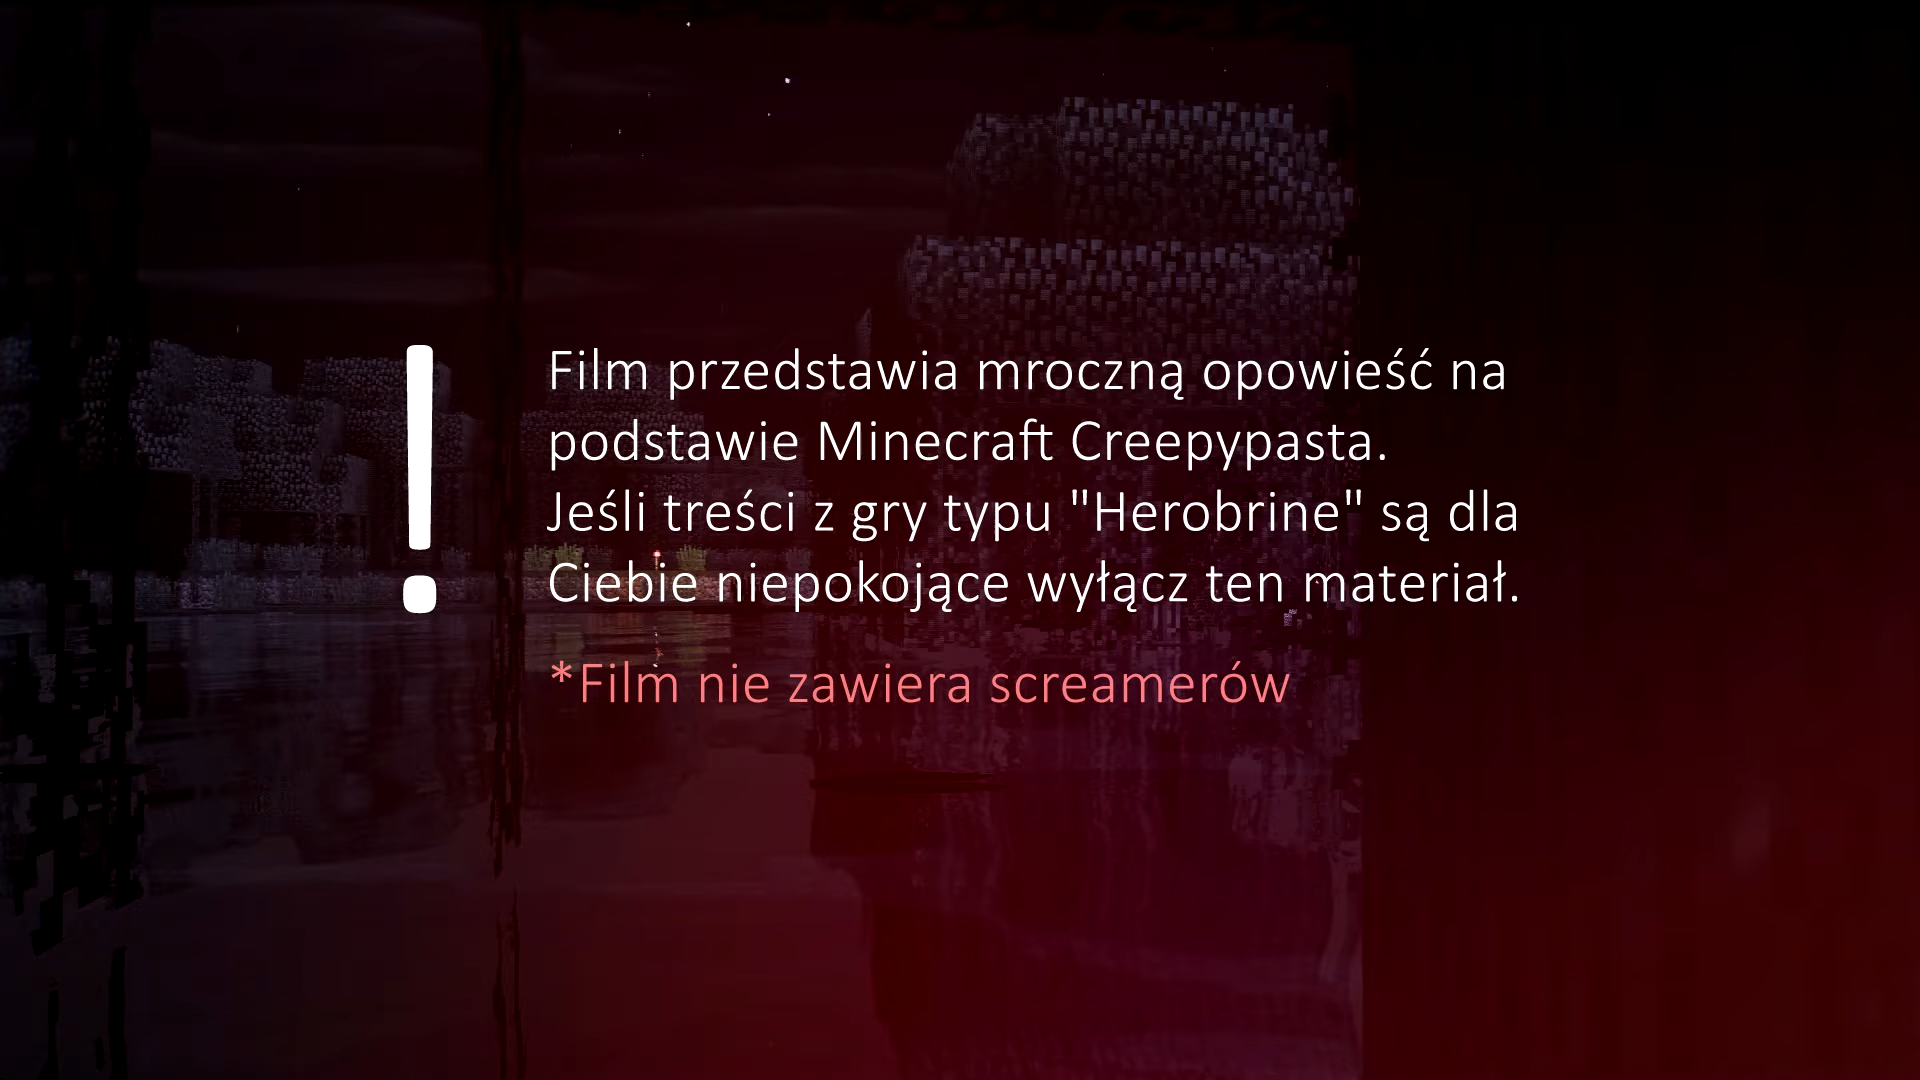 !
Film przedstawia mroczną opowieść na
podstawie Minecraft Creepypasta.
Jeśli treści z gry typu "Herobrine" są dla
Ciebie niepokojące wyłącz ten materiał.
*Film nie zawiera screamerów